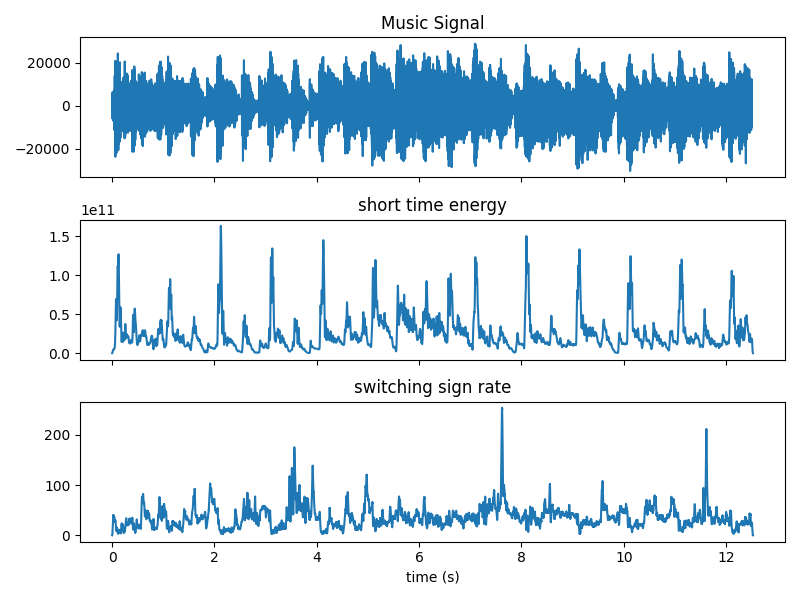 Music Signal
20000
0
−20000
short time energy
1e11
1.5
1.0
0.5
0.0
switching sign rate
200
100
0
0 2 4 6 8 10 12
time (s)